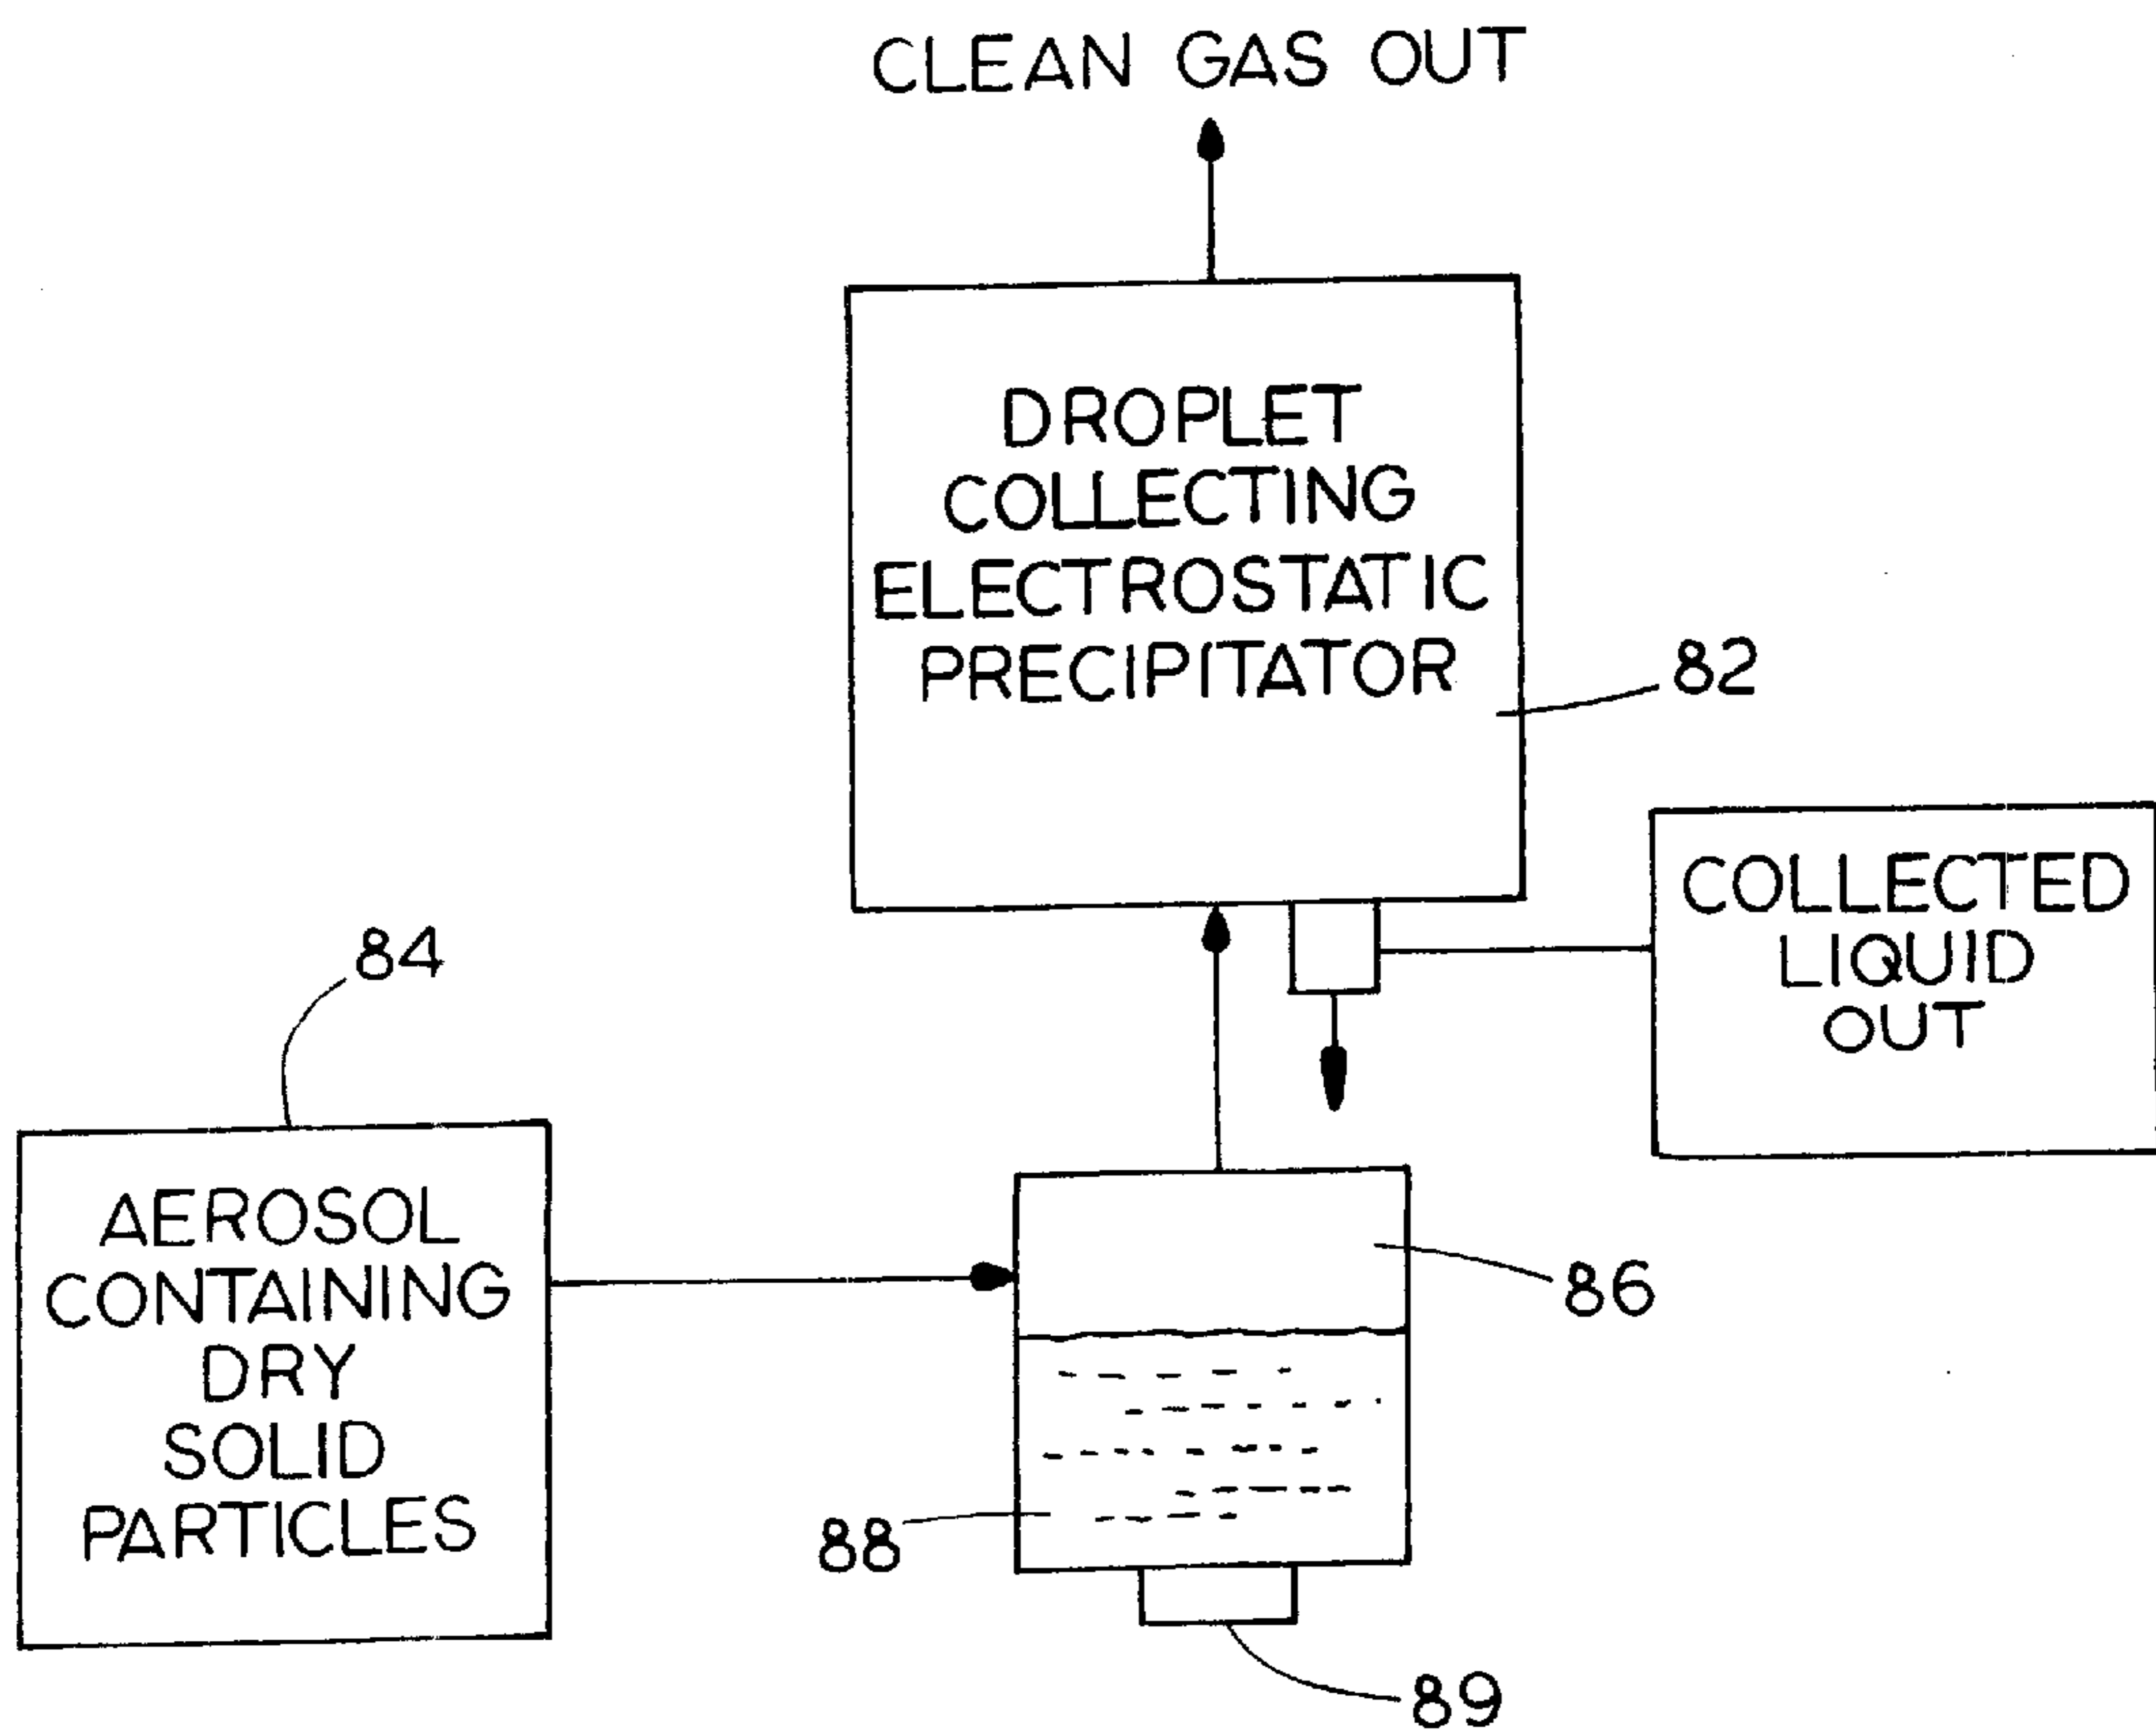 CLEAN GAS OUT
DROPLET
COLLECTING
ELECTROSTATIC
PRECIPITATOR
82
COLLECTED
LIQUID
OUT
84
AEROSOL
CONTAINING
DRY
SOLID
PARTICLES
86
88
89